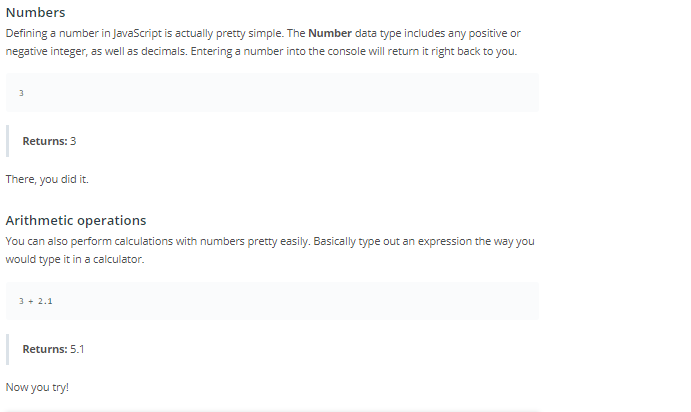 Numbers
Defining a number in JavaScript is actually pretty simple. The Number data type includes any positive or
negative integer, as well as decimals. Entering a number into the console will return it right back to you.
3
Returns: 3
There, you did it.
Arithmetic operations
You can also perform calculations with numbers pretty easily. Basically type out an expression the way you
would type it in a calculator.
3 + 2.1
Returns: 5.1
Now you try!